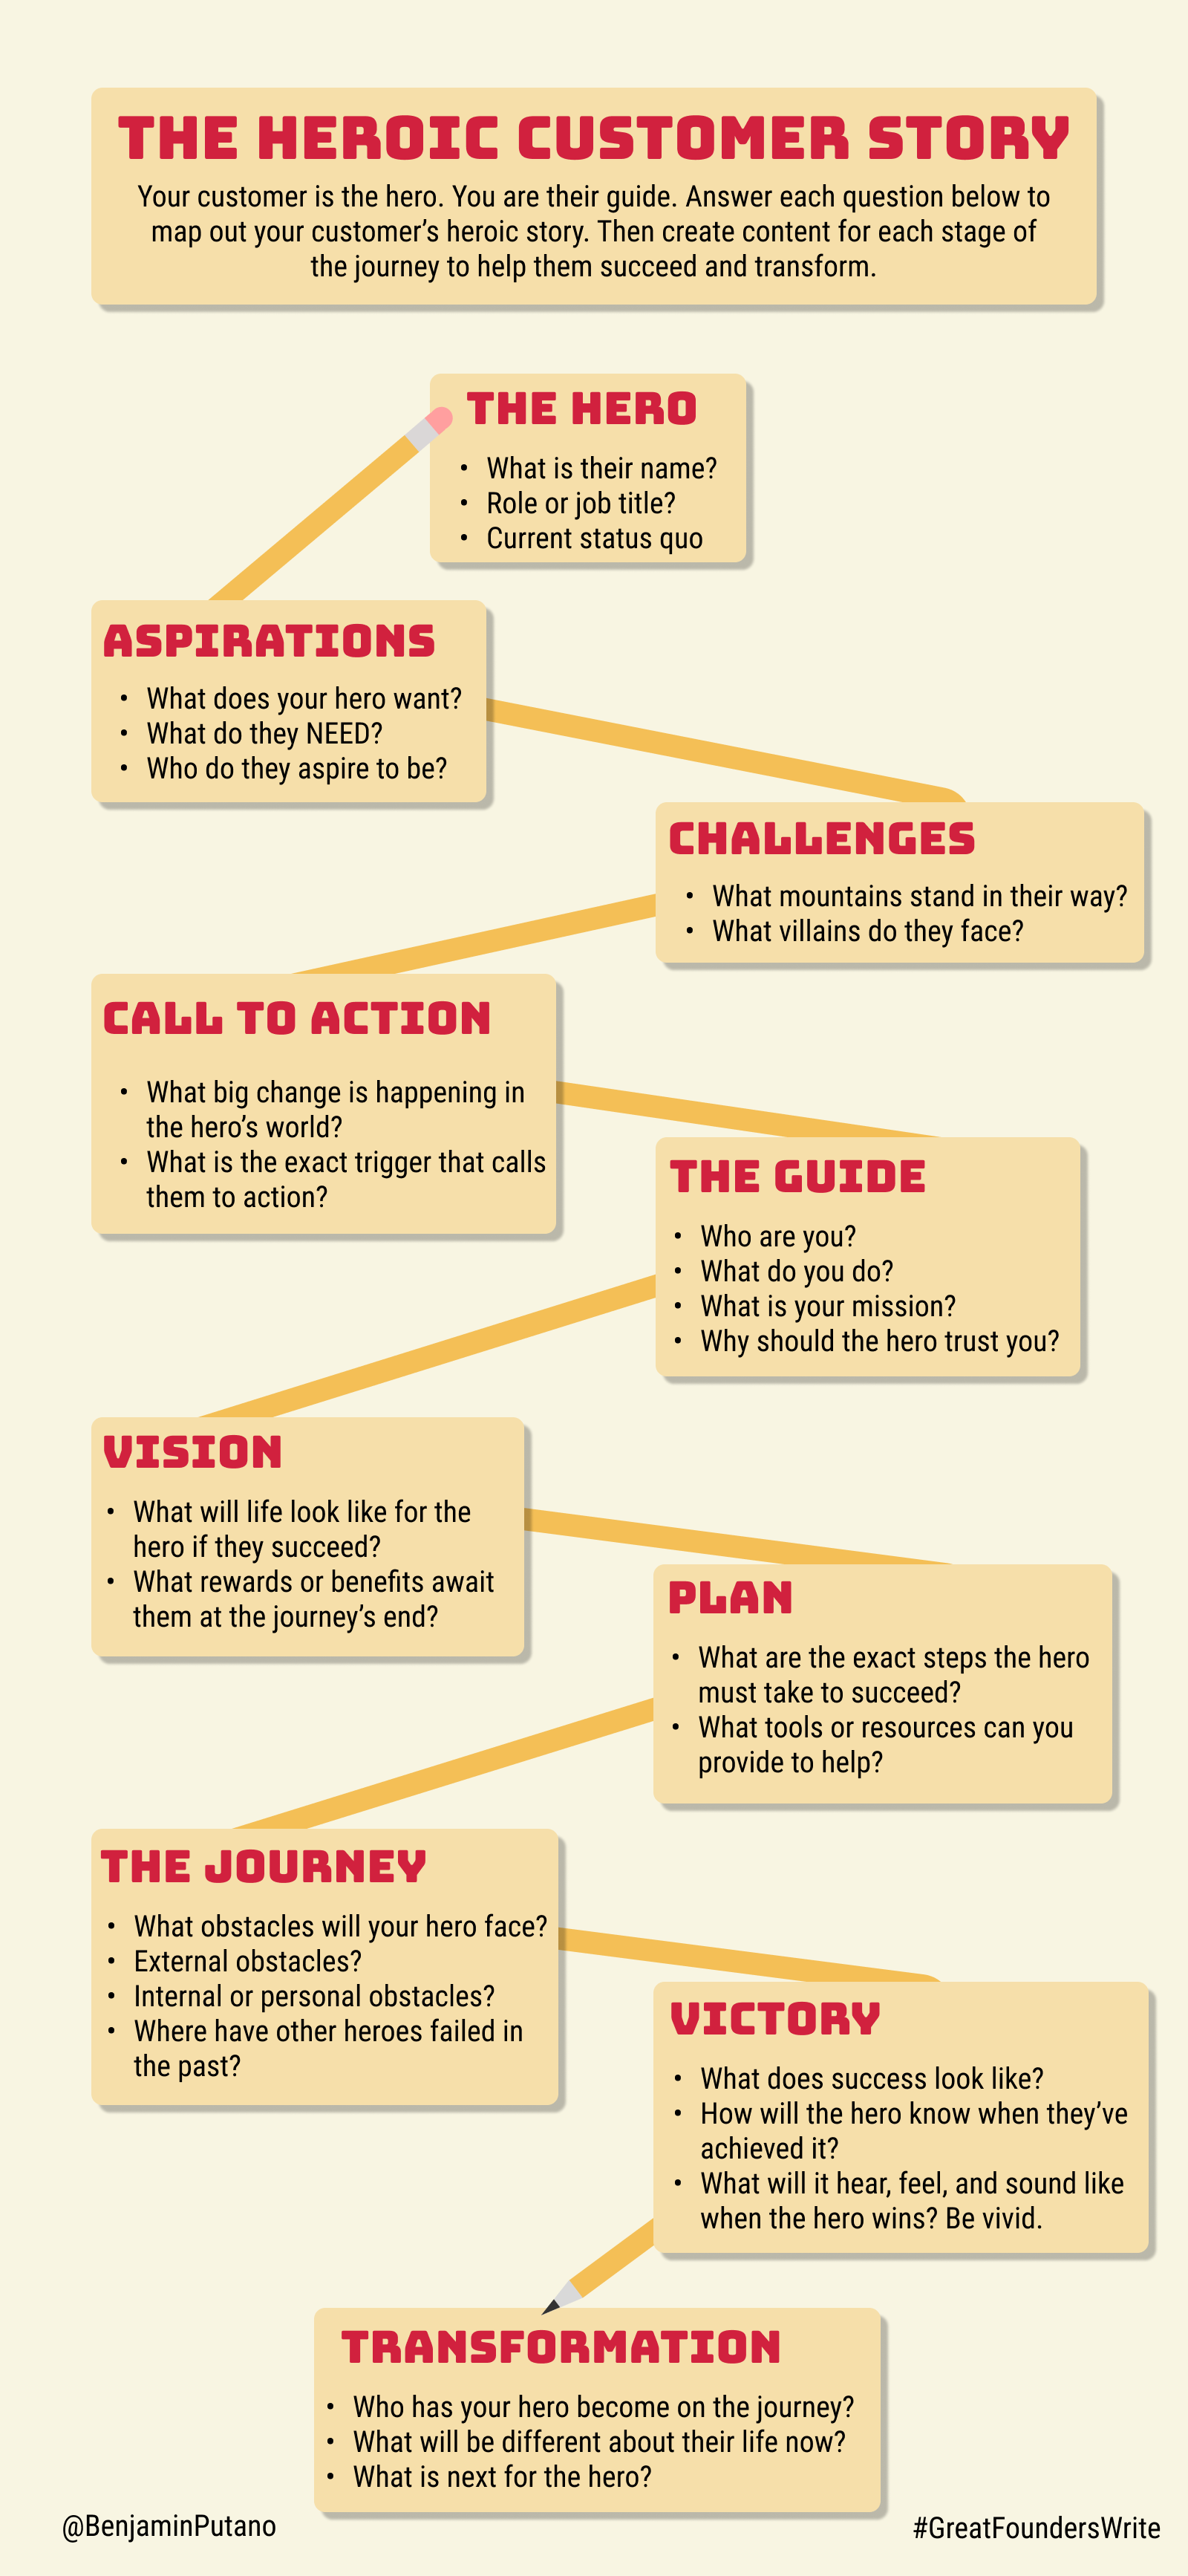 THE HEROIC CUSTOMER STORY
Your customer is the hero. You are their guide. Answer each question below to
map out your customer’s heroic story. Then create content for each stage of
the journey to help them succeed and transform.
THE HERO
• What is their name?
• Role or job title?
• Current status quo
ASPIRATIONS
• What does your hero want?
• What do they NEED?
• Who do they aspire to be?
CHALLENGES
• What mountains stand in their way?
• What villains do they face?
CALL TO ACTION
• What big change is happening in
the hero’s world?
• What is the exact trigger that calls
them to action?
THE GUIDE
• Who are you?
• What do you do?
• What is your mission?
• Why should the hero trust you?
VISION
• What will life look like for the
hero if they succeed?
• What rewards or benefits await
them at the journey’s end?
PLAN
• What are the exact steps the hero
must take to succeed?
• What tools or resources can you
provide to help?
THE JOURNEY
• What obstacles will your hero face?
• External obstacles?
• Internal or personal obstacles?
• Where have other heroes failed in
the past?
VICTORY
• What does success look like?
• How will the hero know when they’ve
achieved it?
• What will it hear, feel, and sound like
when the hero wins? Be vivid.
TRANSFORMATION
• Who has your hero become on the journey?
• What will be different about their life now?
• What is next for the hero?
@BenjaminPutano
#GreatFoundersWrite